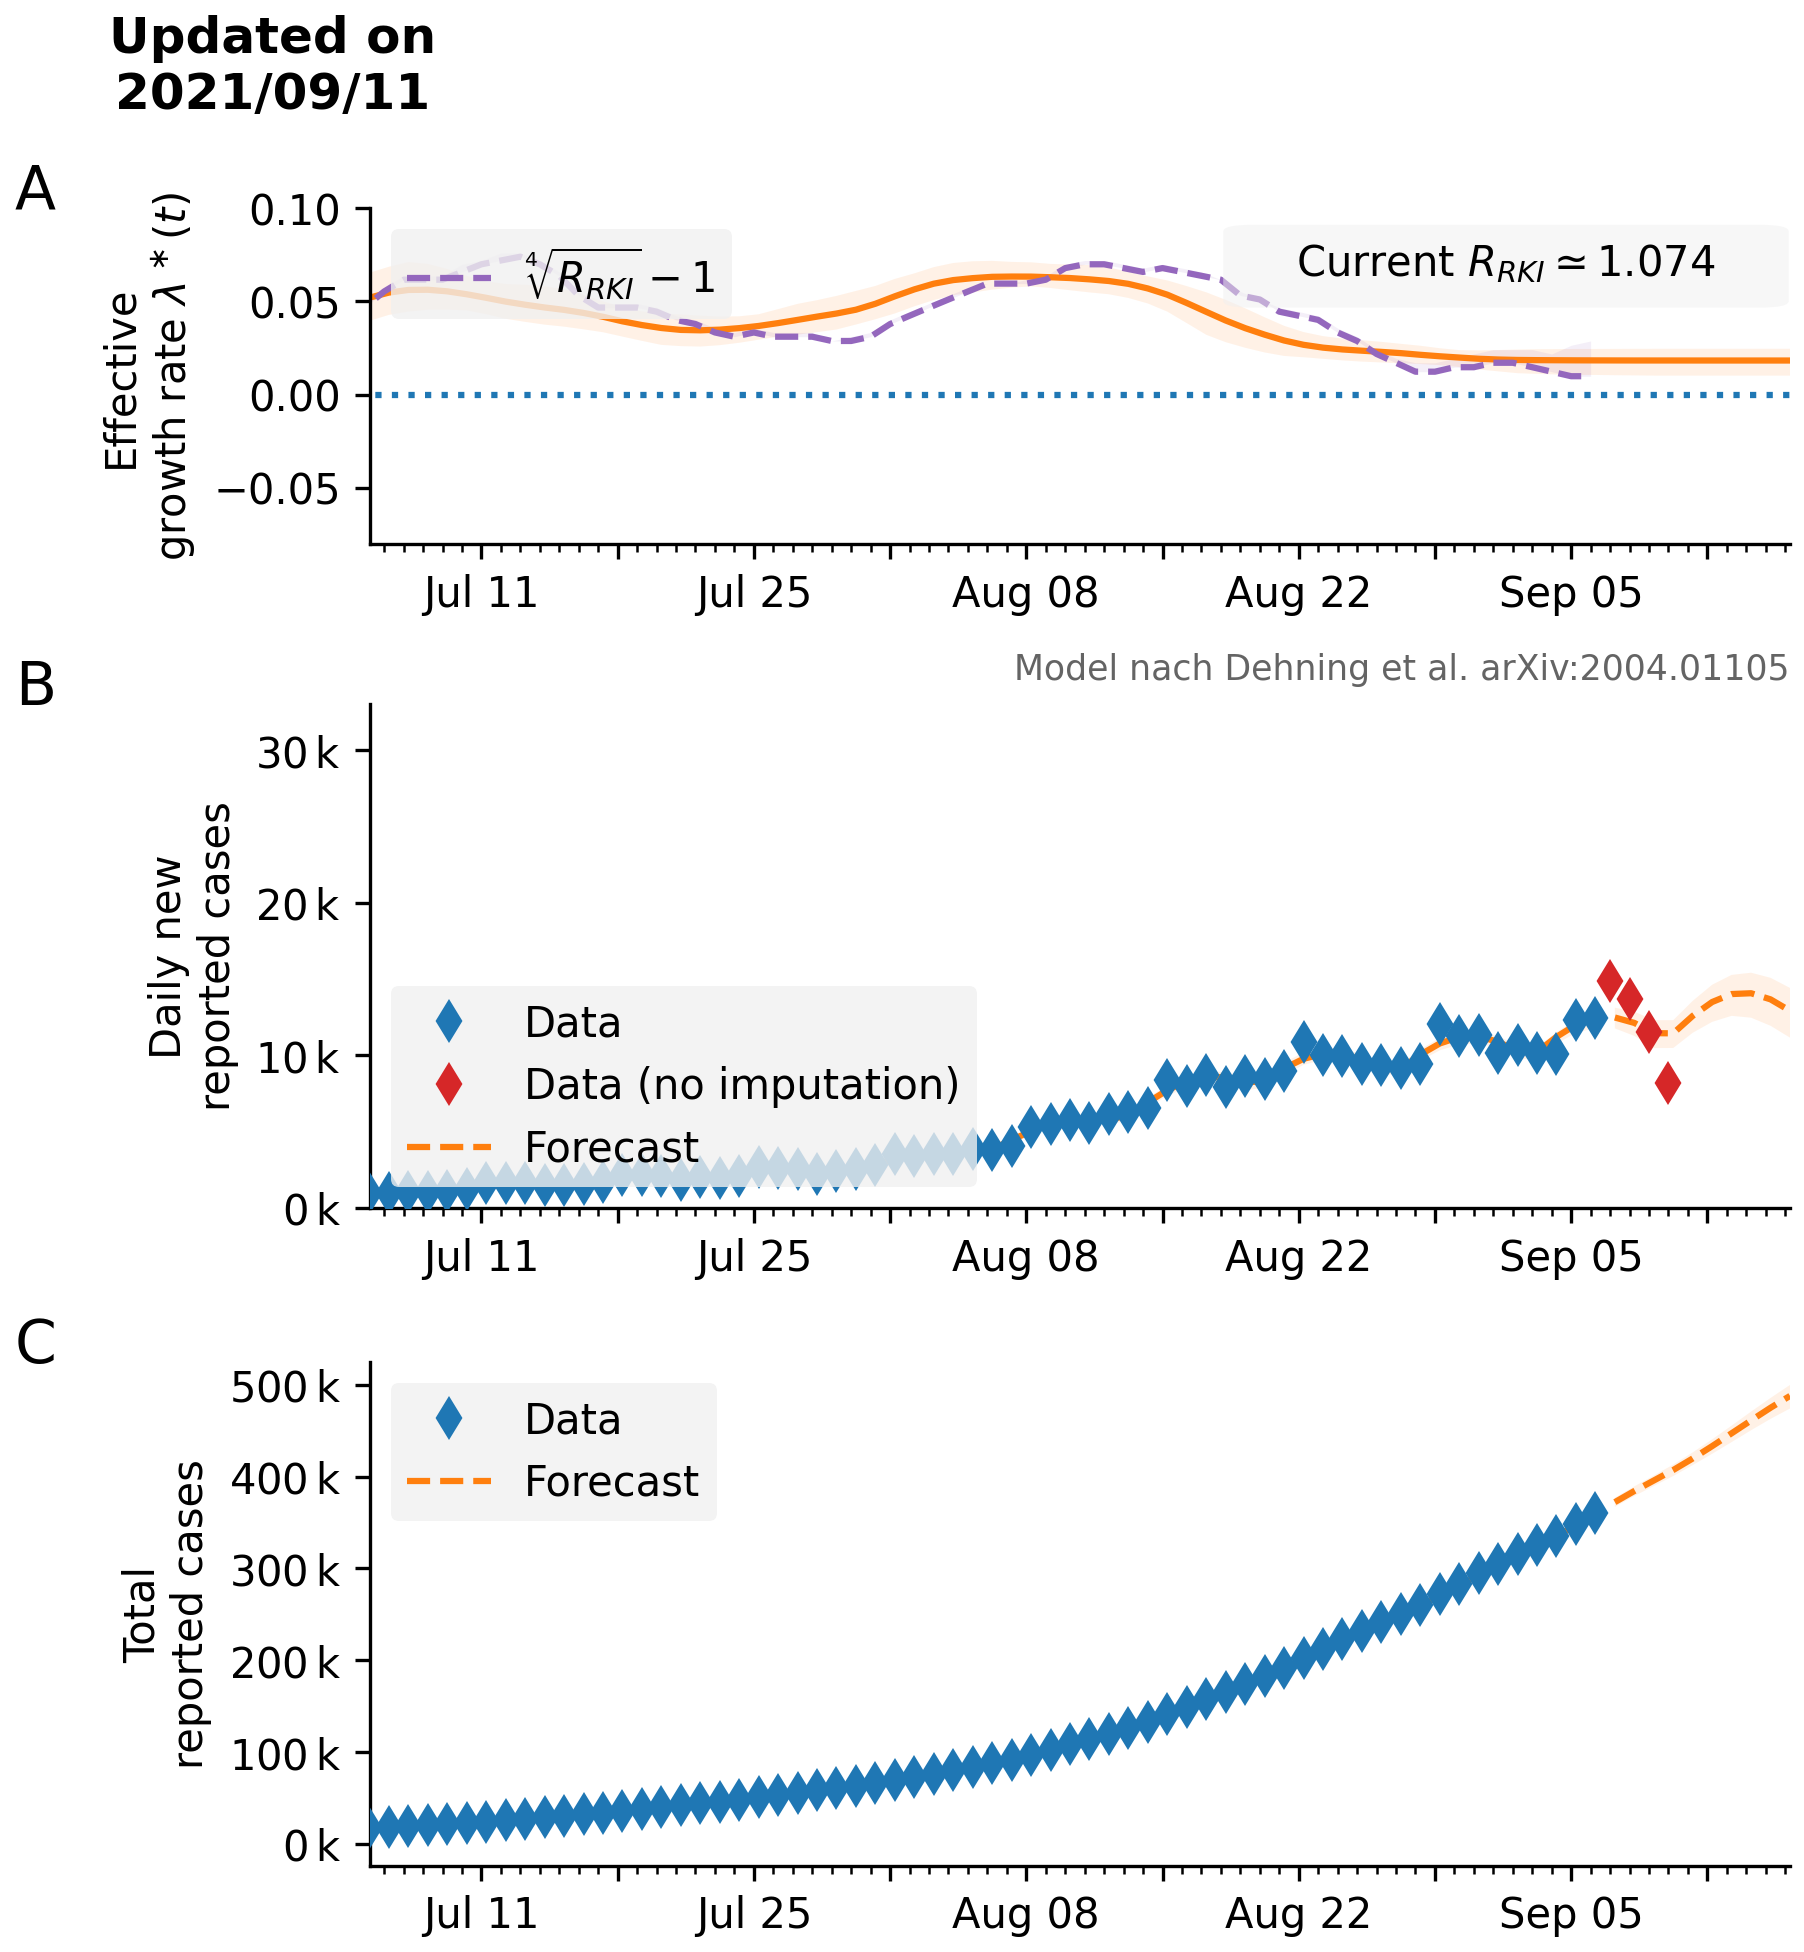 Updated on
2021/09/11
A
Effective
growth rate λ * (t)
0.10
0.05
0.00
−0.05
∜R_RKI − 1
Current R_RKI ≃ 1.074
Jul 11
Jul 25
Aug 08
Aug 22
Sep 05
Model nach Dehning et al. arXiv:2004.01105
B
Daily new
reported cases
30 k
20 k
10 k
0 k
Data
Data (no imputation)
Forecast
Jul 11
Jul 25
Aug 08
Aug 22
Sep 05
C
Total
reported cases
500 k
400 k
300 k
200 k
100 k
0 k
Data
Forecast
Jul 11
Jul 25
Aug 08
Aug 22
Sep 05